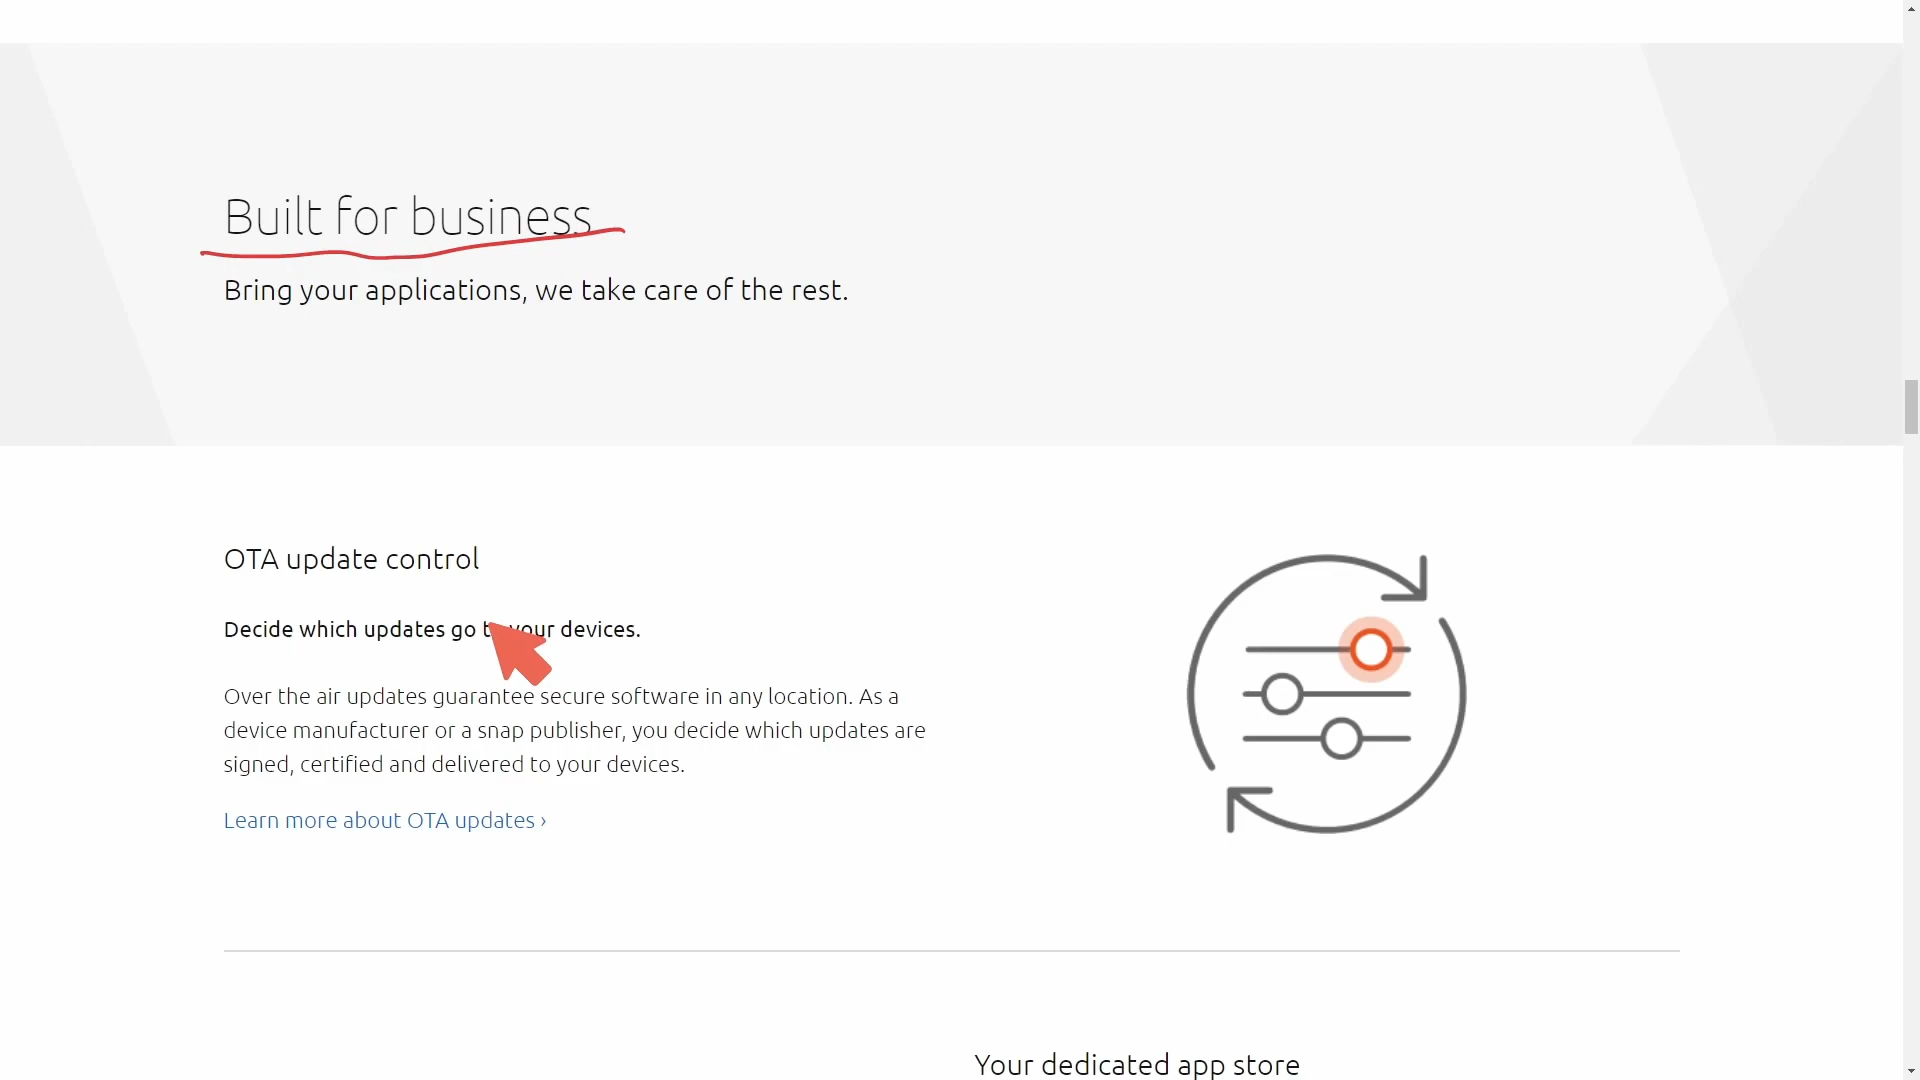 Built for business
Bring your applications, we take care of the rest.
OTA update control
Decide which updates go to your devices.
Over the air updates guarantee secure software in any location. As a
device manufacturer or a snap publisher, you decide which updates are
signed, certified and delivered to your devices.
Learn more about OTA updates ›
Your dedicated app store